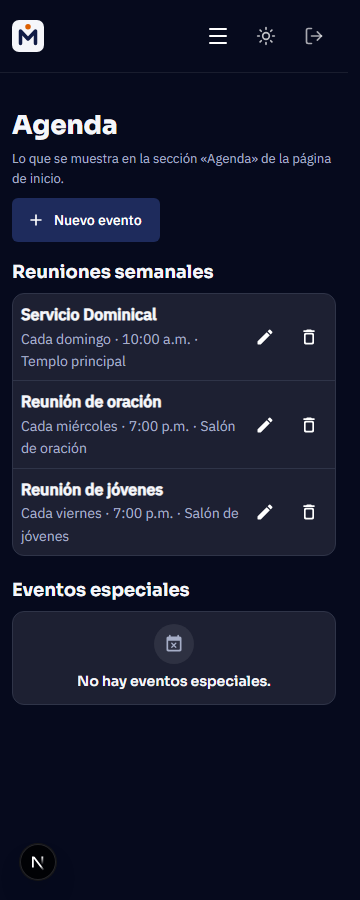 M
Agenda
Lo que se muestra en la sección «Agenda» de la página
de inicio.
+ Nuevo evento
Reuniones semanales
Servicio Dominical
Cada domingo · 10:00 a.m. ·
Templo principal
Reunión de oración
Cada miércoles · 7:00 p.m. · Salón
de oración
Reunión de jóvenes
Cada viernes · 7:00 p.m. · Salón de
jóvenes
Eventos especiales
No hay eventos especiales.
N